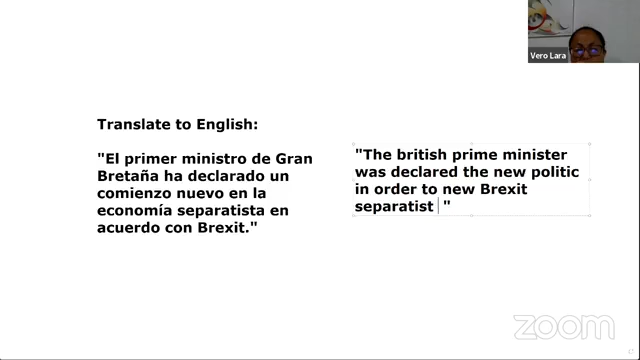 Vero Lara
Translate to English:
"El primer ministro de Gran
Bretaña ha declarado un
comienzo nuevo en la
economía separatista en
acuerdo con Brexit."
"The british prime minister
was declared the new politic
in order to new Brexit
separatist "
zoom